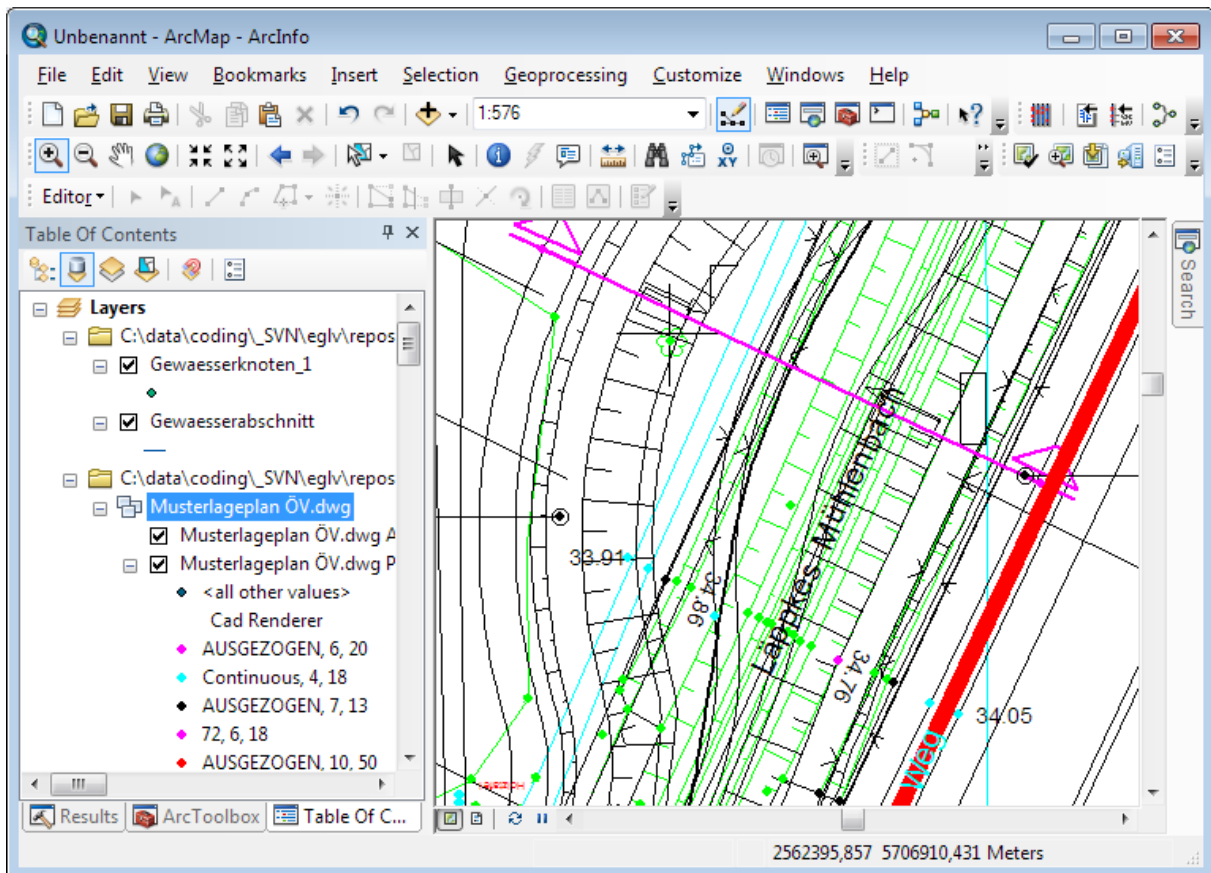 Unbenannt - ArcMap - ArcInfo
File Edit View Bookmarks Insert Selection Geoprocessing Customize Windows Help
1:576
Editor
Table Of Contents
Layers
C:\data\coding\_SVN\eglv\repos
Gewaesserknoten_1
Gewaesserabschnitt
C:\data\coding\_SVN\eglv\repos
Musterlageplan ÖV.dwg
Musterlageplan ÖV.dwg A
Musterlageplan ÖV.dwg P
<all other values>
Cad Renderer
AUSGEZOGEN, 6, 20
Continuous, 4, 18
AUSGEZOGEN, 7, 13
72, 6, 18
AUSGEZOGEN, 10, 50
Results ArcToolbox Table Of C...
Search
33.91
34.86
Läppkes Mühlenbach
34.76
34.05
Weg
2562395,857 5706910,431 Meters